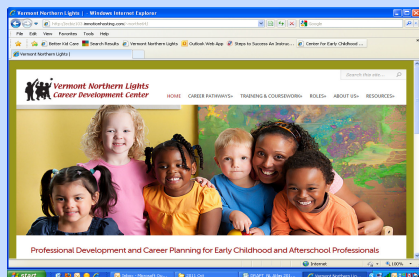 Vermont Northern Lights | - Windows Internet Explorer
Google
File Edit View Favorites Tools Help
Better Kid Care Search Results Vermont Northern Lights Outlook Web App Steps to Success An Instruc... Center for Early Childhood ...
Vermont Northern Lights |
Search this site...
Vermont Northern Lights
Career Development Center
HOME CAREER PATHWAYS TRAINING & COURSEWORK ROLES ABOUT US RESOURCES
Professional Development and Career Planning for Early Childhood and Afterschool Professionals
Internet 100%
start